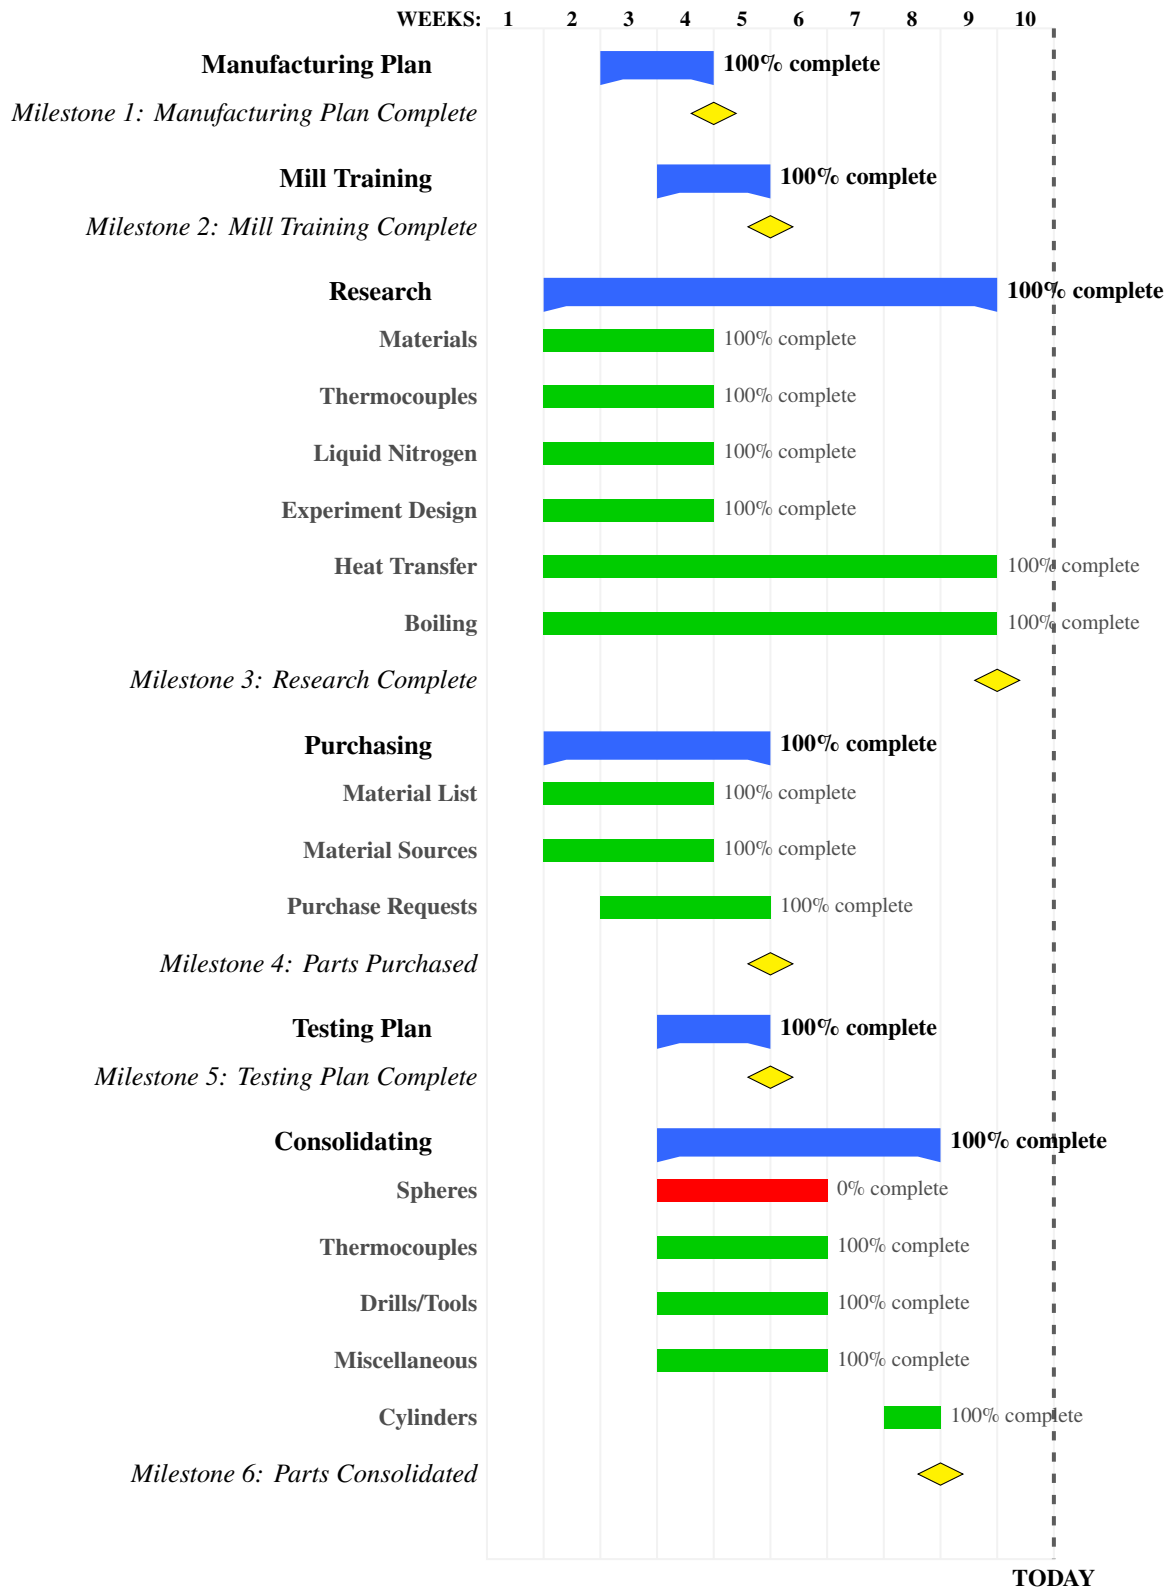 WEEKS: 1 2 3 4 5 6 7 8 9 10
Manufacturing Plan 100% complete
Milestone 1: Manufacturing Plan Complete
Mill Training 100% complete
Milestone 2: Mill Training Complete
Research 100% complete
Materials 100% complete
Thermocouples 100% complete
Liquid Nitrogen 100% complete
Experiment Design 100% complete
Heat Transfer 100% complete
Boiling 100% complete
Milestone 3: Research Complete
Purchasing 100% complete
Material List 100% complete
Material Sources 100% complete
Purchase Requests 100% complete
Milestone 4: Parts Purchased
Testing Plan 100% complete
Milestone 5: Testing Plan Complete
Consolidating 100% complete
Spheres 0% complete
Thermocouples 100% complete
Drills/Tools 100% complete
Miscellaneous 100% complete
Cylinders 100% complete
Milestone 6: Parts Consolidated
TODAY